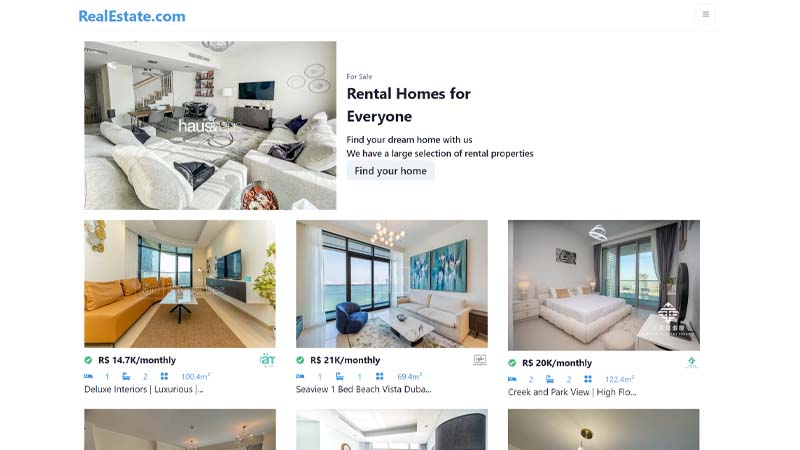 RealEstate.com
For Sale
Rental Homes for
Everyone
Find your dream home with us
We have a large selection of rental properties
Find your home
R$ 14.7K/monthly
1 2 100.4m²
Deluxe Interiors | Luxurious |...
R$ 21K/monthly
1 1 69.4m²
Seaview 1 Bed Beach Vista Duba...
R$ 20K/monthly
2 2 122.4m²
Creek and Park View | High Flo...